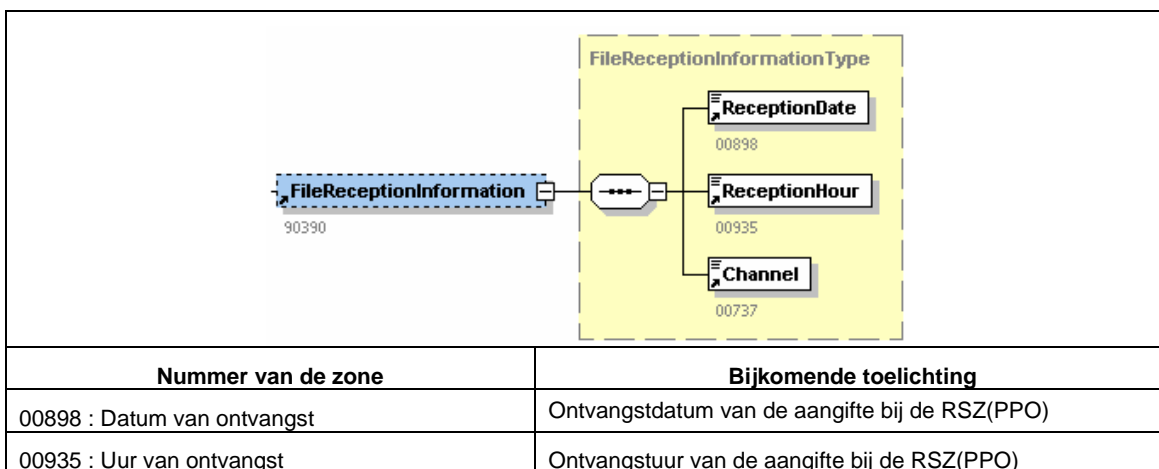 FileReceptionInformationType
ReceptionDate
00898
FileReceptionInformation
90390
ReceptionHour
00935
Channel
00737
Nummer van de zone
Bijkomende toelichting
00898 : Datum van ontvangst
Ontvangstdatum van de aangifte bij de RSZ(PPO)
00935 : Uur van ontvangst
Ontvangstuur van de aangifte bij de RSZ(PPO)